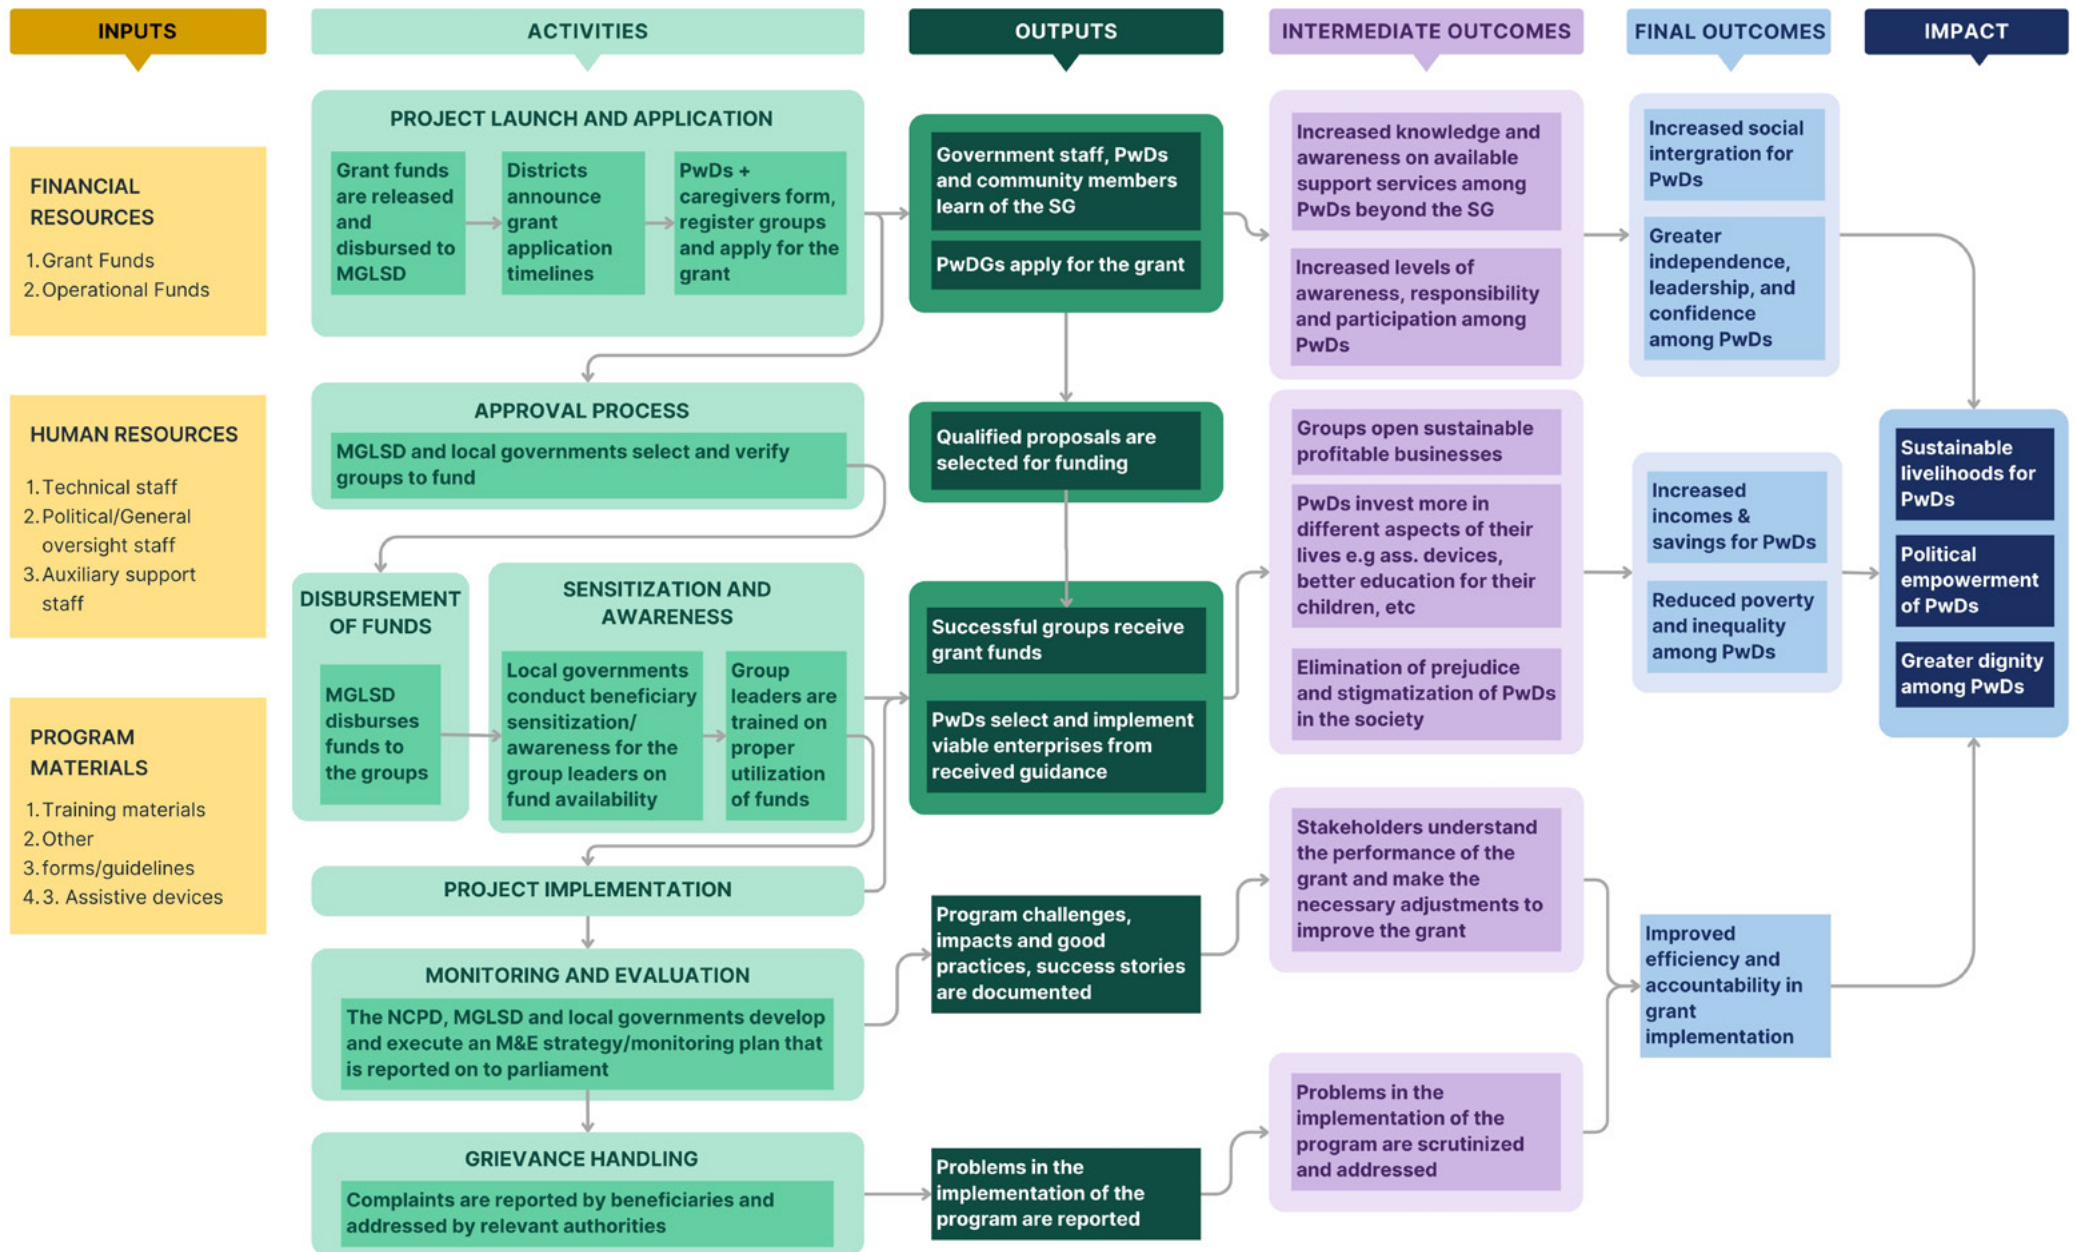 INPUTS
ACTIVITIES
OUTPUTS
INTERMEDIATE OUTCOMES
FINAL OUTCOMES
IMPACT
FINANCIAL
RESOURCES
1.Grant Funds
2.Operational Funds
HUMAN RESOURCES
1.Technical staff
2.Political/General
oversight staff
3.Auxiliary support
staff
PROGRAM
MATERIALS
1.Training materials
2.Other
3.forms/guidelines
4.3. Assistive devices
PROJECT LAUNCH AND APPLICATION
Grant funds
are released
and
disbursed to
MGLSD
Districts
announce
grant
application
timelines
PwDs +
caregivers form,
register groups
and apply for the
grant
APPROVAL PROCESS
MGLSD and local governments select and verify
groups to fund
DISBURSEMENT
OF FUNDS
MGLSD
disburses
funds to
the groups
SENSITIZATION AND
AWARENESS
Local governments
conduct beneficiary
sensitization/
awareness for the
group leaders on
fund availability
Group
leaders are
trained on
proper
utilization
of funds
PROJECT IMPLEMENTATION
MONITORING AND EVALUATION
The NCPD, MGLSD and local governments develop
and execute an M&E strategy/monitoring plan that
is reported on to parliament
GRIEVANCE HANDLING
Complaints are reported by beneficiaries and
addressed by relevant authorities
Government staff, PwDs
and community members
learn of the SG
PwDGs apply for the grant
Qualified proposals are
selected for funding
Successful groups receive
grant funds
PwDs select and implement
viable enterprises from
received guidance
Program challenges,
impacts and good
practices, success stories
are documented
Problems in the
implementation of the
program are reported
Increased knowledge and
awareness on available
support services among
PwDs beyond the SG
Increased levels of
awareness, responsibility
and participation among
PwDs
Groups open sustainable
profitable businesses
PwDs invest more in
different aspects of their
lives e.g ass. devices,
better education for their
children, etc
Elimination of prejudice
and stigmatization of PwDs
in the society
Stakeholders understand
the performance of the
grant and make the
necessary adjustments to
improve the grant
Problems in the
implementation of the
program are scrutinized
and addressed
Increased social
intergration for
PwDs
Greater
independence,
leadership, and
confidence
among PwDs
Increased
incomes &
savings for PwDs
Reduced poverty
and inequality
among PwDs
Improved
efficiency and
accountability in
grant
implementation
Sustainable
livelihoods for
PwDs
Political
empowerment
of PwDs
Greater dignity
among PwDs